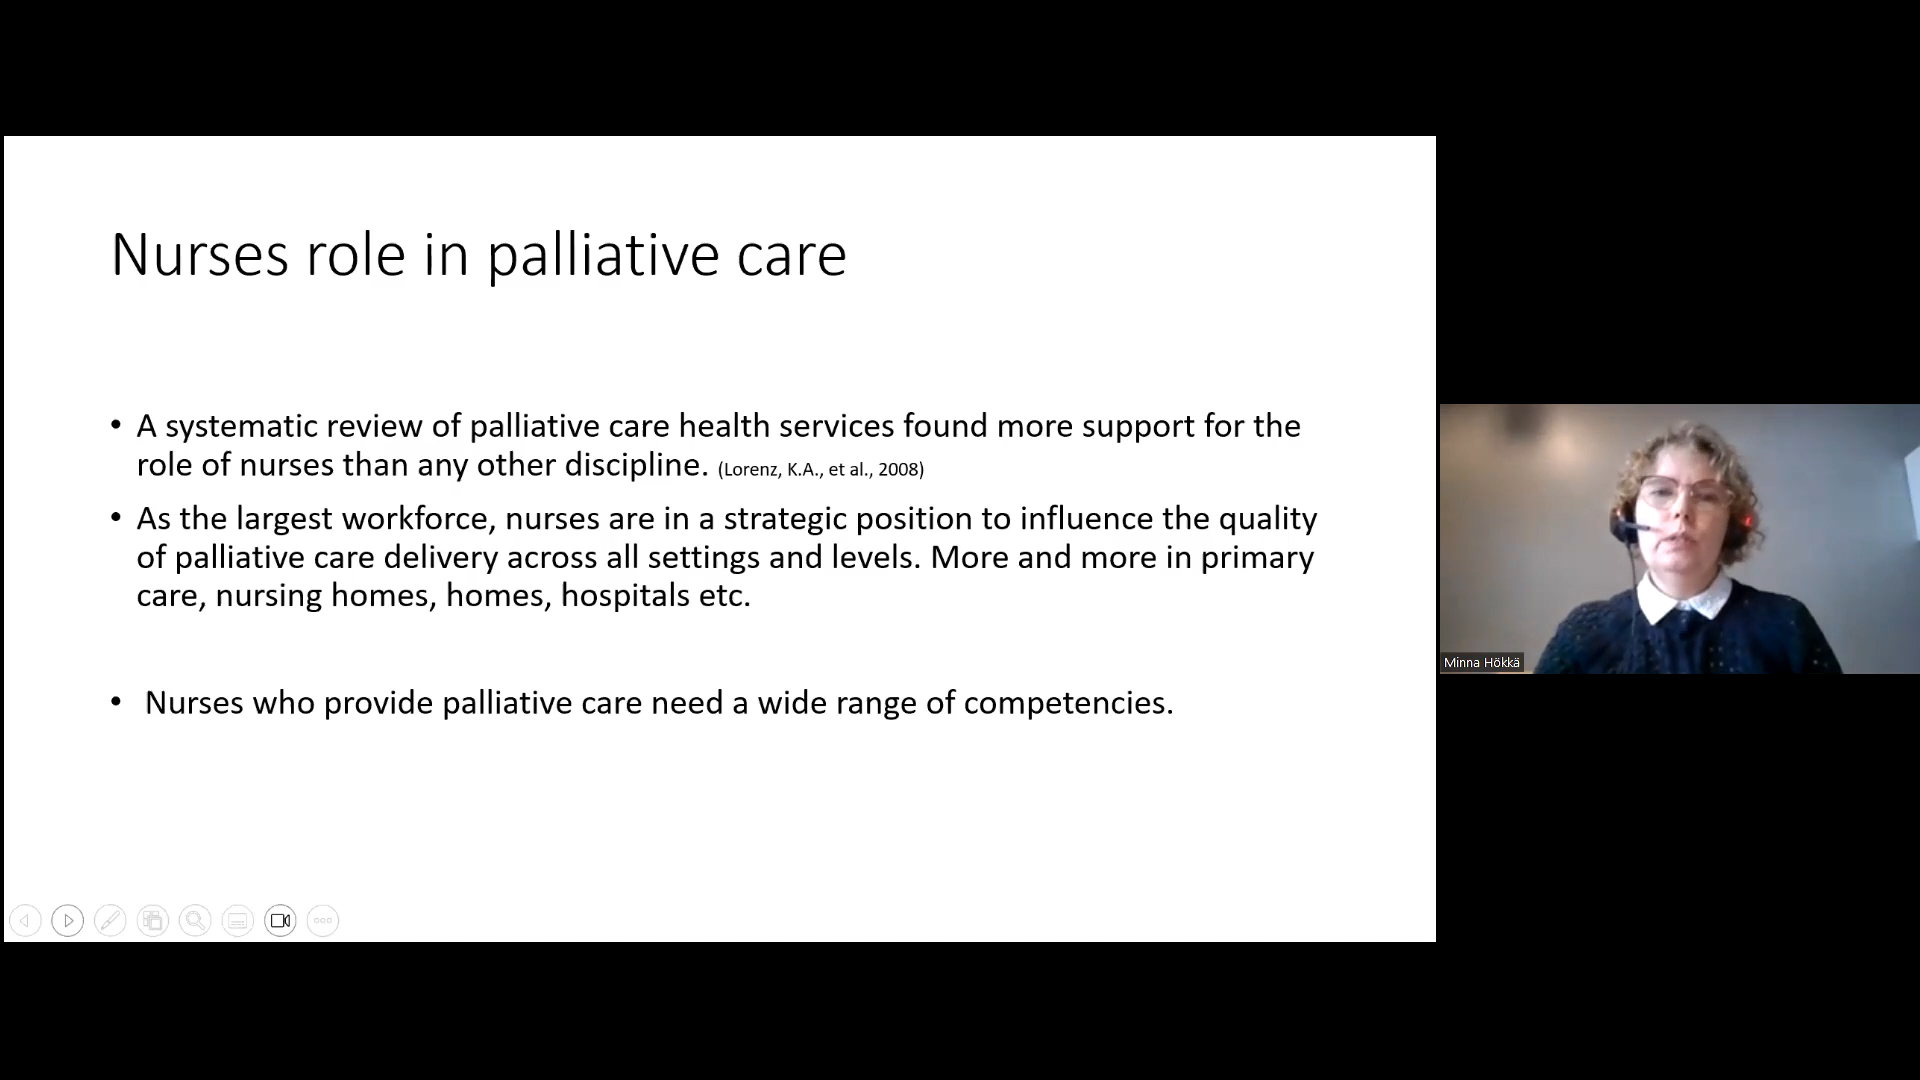 Nurses role in palliative care
• A systematic review of palliative care health services found more support for the
role of nurses than any other discipline. (Lorenz, K.A., et al., 2008)
• As the largest workforce, nurses are in a strategic position to influence the quality
of palliative care delivery across all settings and levels. More and more in primary
care, nursing homes, homes, hospitals etc.
• Nurses who provide palliative care need a wide range of competencies.
Minna Hökkä